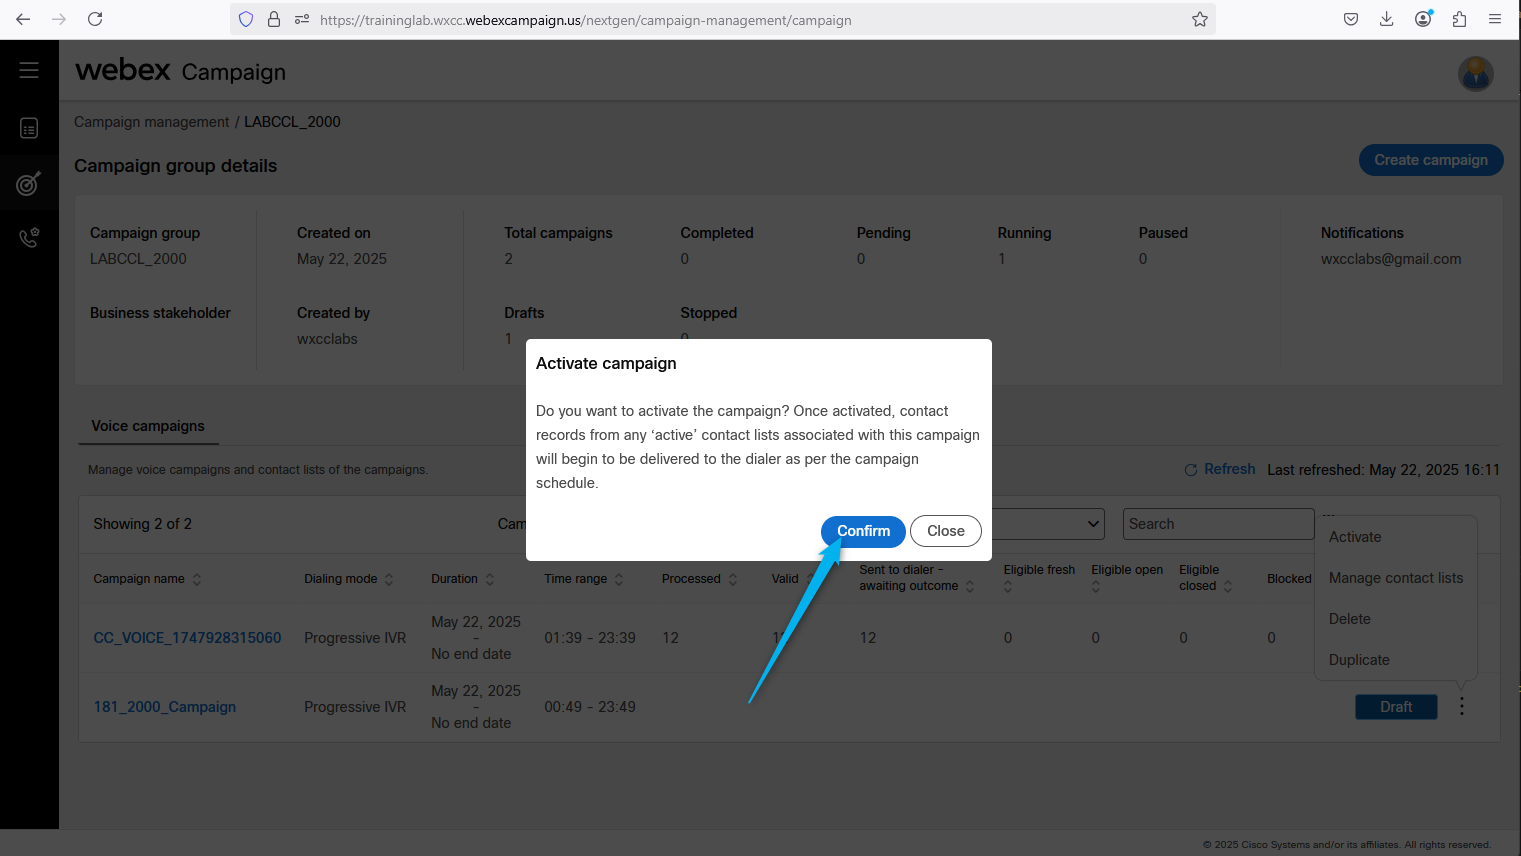 https://traininglab.wxcc.webexcampaign.us/nextgen/campaign-management/campaign
webex Campaign
Campaign management / LABCCL_2000
Campaign group details
Create campaign
Campaign group
LABCCL_2000
Created on
May 22, 2025
Total campaigns
2
Completed
0
Pending
0
Running
1
Paused
0
Notifications
wxcclabs@gmail.com
Business stakeholder
Created by
wxcclabs
Drafts
1
Stopped
0
Activate campaign
Do you want to activate the campaign? Once activated, contact
records from any ‘active’ contact lists associated with this campaign
will begin to be delivered to the dialer as per the campaign
schedule.
Confirm
Close
Voice campaigns
Manage voice campaigns and contact lists of the campaigns.
Refresh
Last refreshed: May 22, 2025 16:11
Showing 2 of 2
Cam
Search
Activate
Manage contact lists
Delete
Duplicate
Campaign name
Dialing mode
Duration
Time range
Processed
Valid
Sent to dialer -
awaiting outcome
Eligible fresh
Eligible open
Eligible
closed
Blocked
CC_VOICE_1747928315060
Progressive IVR
May 22, 2025
-
No end date
01:39 - 23:39
12
12
0
0
0
0
181_2000_Campaign
Progressive IVR
May 22, 2025
-
No end date
00:49 - 23:49
Draft
© 2025 Cisco Systems and/or its affiliates. All rights reserved.